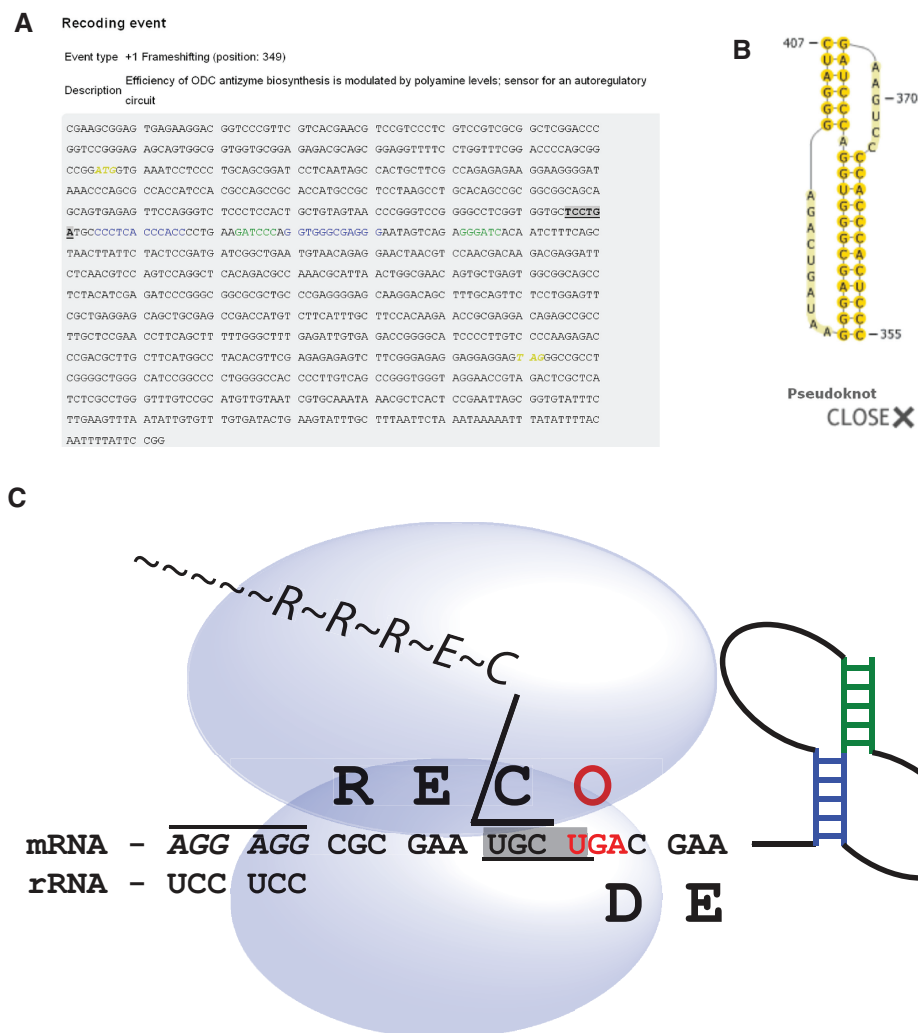 A
Recoding event
Event type +1 Frameshifting (position: 349)
Efficiency of ODC antizyme biosynthesis is modulated by polyamine levels; sensor for an autoregulatory
Description
circuit
CGAAGCGGAG TGAGAAGGAC GGTCCCGTTCG GTCACGAACG TCCGTCCCTC GTCCGTCGCG GCTCGGACCC
GGTCCGGGAG AGCAGTGGCG GTGGTGCGGA GAGACGCAGC GGAGGTTTTC CTGGTTTCGG ACCCCAGCGG
CCGGATGGTG AAATCCTCCC TGCAGCGGAT CCTCAATAGC CACTGCTTCG CCAGAGAGAA GGAAGGGGAT
AAACCCAGCG CCACCATCCA CGCCAGCCGC ACCATGCCGC TCCTAAGCCT GCACAGCCGC GGCGGCAGCA
GCAGTGAGAG TTCCAGGGTC TCCCTCCACT GCTGTAGTAA CCCGGGTCCG GGGCCTCGGT GGTGCTCCTG
ATGCCCCTCA CCCACCCCTG AAGATCCCAG GTGGGCGAGG GAATAGTCAG AGGGATCACA ATCTTTCAGC
TAACTTATTC TACTCCGATG ATCGGCTGAA TGTAACAGAG GAACTAACGT CCAACGACAA GACGAGGATT
CTCAACGTCC AGTCCAGGCT CACAGACGCC AAACGCATTA ACTGGCGAAC AGTGCTGAGT GGCGGCAGCC
TCTACATCGA GATCCCGGGC GGCGCGCTGC CCGAGGGGAG CAAGGACAGC TTTGCAGTTC TCCTGGAGTT
CGCTGAGGAG CAGCTGCGAG CCGACCATGT CTTCATTTGC TTCCACAAGA ACCGCGAGGA CAGAGCCGCC
TTGCTCCGAA CCTTCAGCTT TTTGGGCTTT GAGATTGTGA GACCGGGGCA TCCCCTTGTC CCCAAGAGAC
CCGACGCTTG CTTCATGGCC TACACGTTCG AGAGAGAGTC TTCGGGAGAG GAGGAGGAGT AGGGCCGCCT
CGGGGCTGGG CATCCGGCCC CTGGGGCCAC CCCTTGTCAG CCGGGTGGGT AGGAACCGTA GACTCGCTCA
TCTCGCCTGG GTTTGTCCGC ATGTTGTAAT CGTGCAAATA AACGCTCACT CCGAATTAGC GGTGTATTTC
TTGAAGTTTA ATATTGTGTT TGTGATACTG AAGTATTTGC TTTAATTCTA AATAAAAATT TATATTTTAC
AATTTTATTC CGG
B
407
370
355
Pseudoknot
CLOSE
C
~~~~~R~R~R~E~C
R E C O
mRNA - AGG AGG CGC GAA UGC UGAC GAA
rRNA - UCC UCC
D E